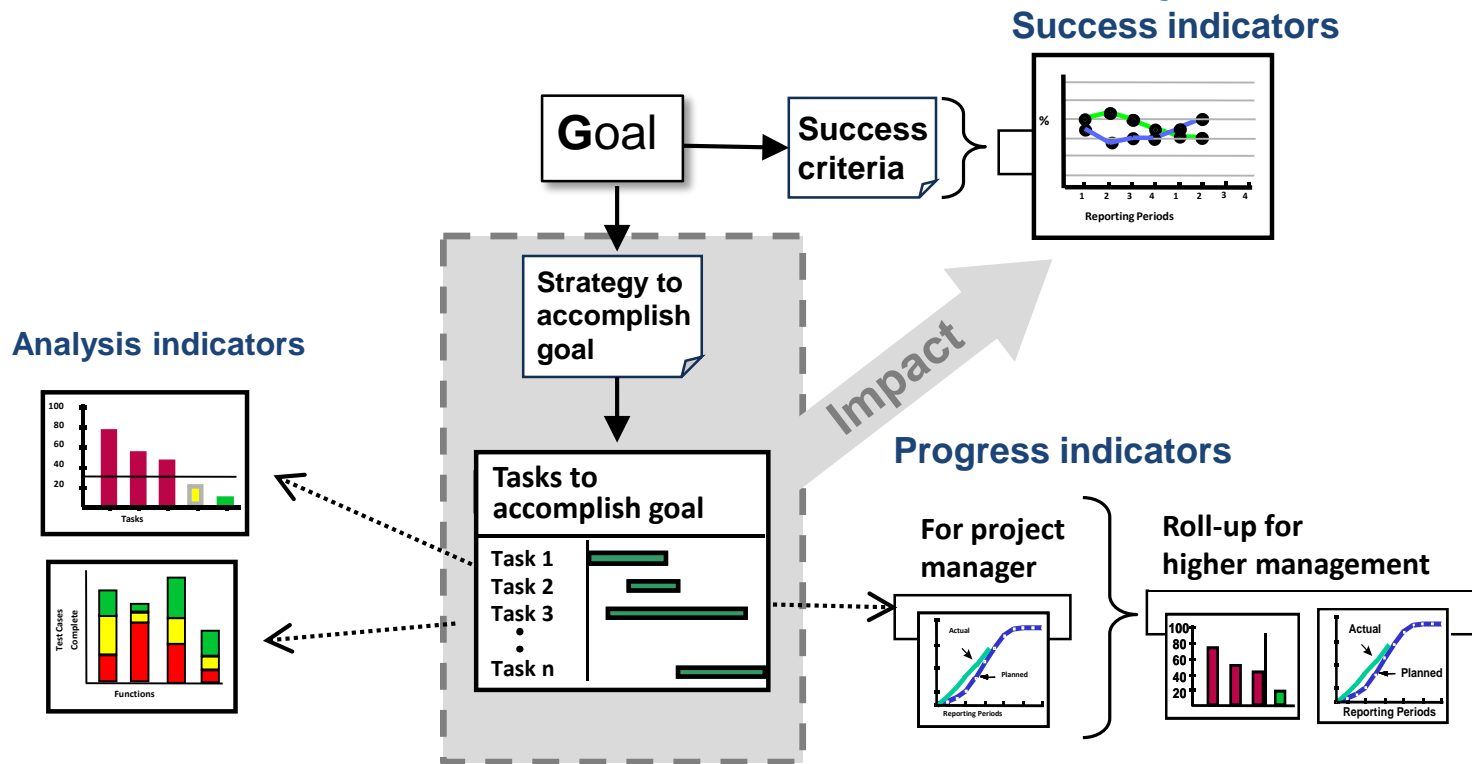 Success indicators
%
1 2 3 4 1 2 3 4
Reporting Periods
Goal
Success
criteria
Strategy to
accomplish
goal
Impact
Analysis indicators
100
80
60
40
20
Tasks
Test Cases
Complete
Functions
Tasks to
accomplish goal
Task 1
Task 2
Task 3
Task n
Progress indicators
For project
manager
Actual
Planned
Reporting Periods
Roll-up for
higher management
100
80
60
40
20
Actual
Planned
Reporting Periods